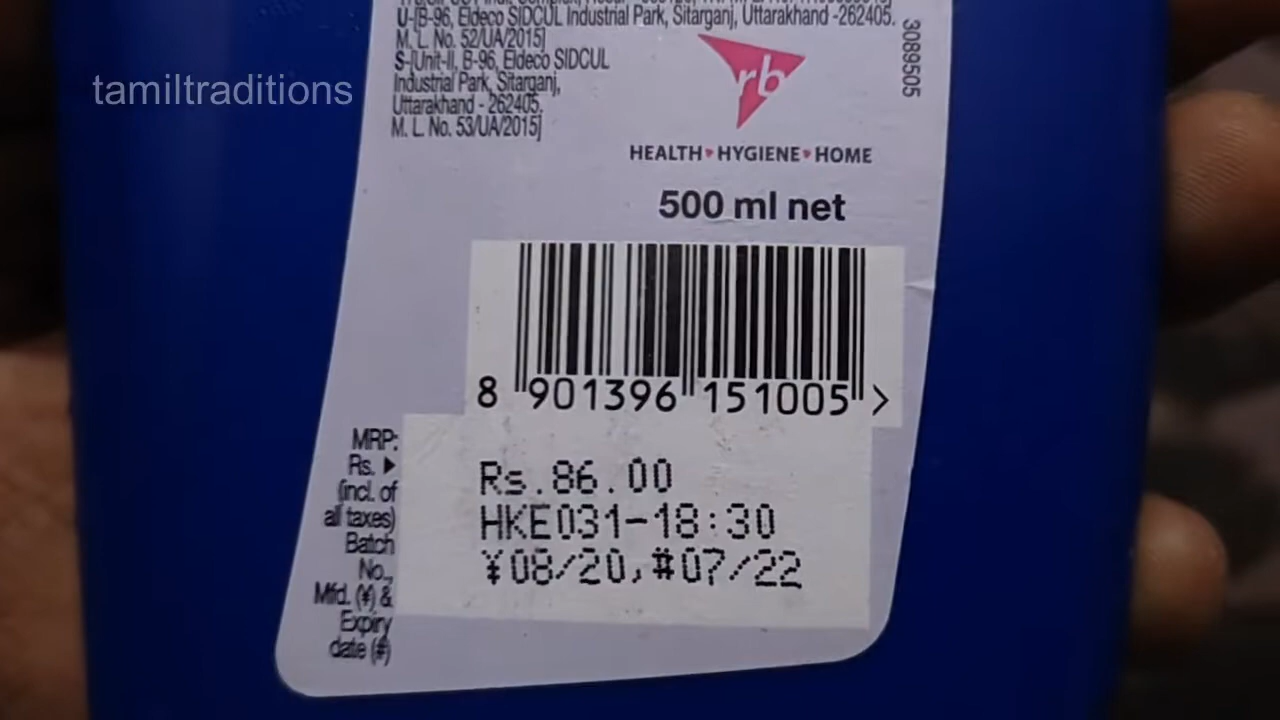 U-[B-96, Eldeco SIDCUL Industrial Park, Sitarganj, Uttarakhand -262405.
M. L. No. 52/UA/2015]
S-[Unit-II, B-96, Eldeco SIDCUL
Industrial Park, Sitarganj,
Uttarakhand - 262405.
M. L. No. 53/UA/2015]
tamiltraditions
3089505
rb
HEALTH HYGIENE HOME
500 ml net
8 901396 151005 >
MRP:
Rs. ▶
(incl. of
all taxes)
Batch
No.,
Mfd. (¥) &
Expiry
date (#)
Rs.86.00
HKE031-18:30
¥08/20,#07/22